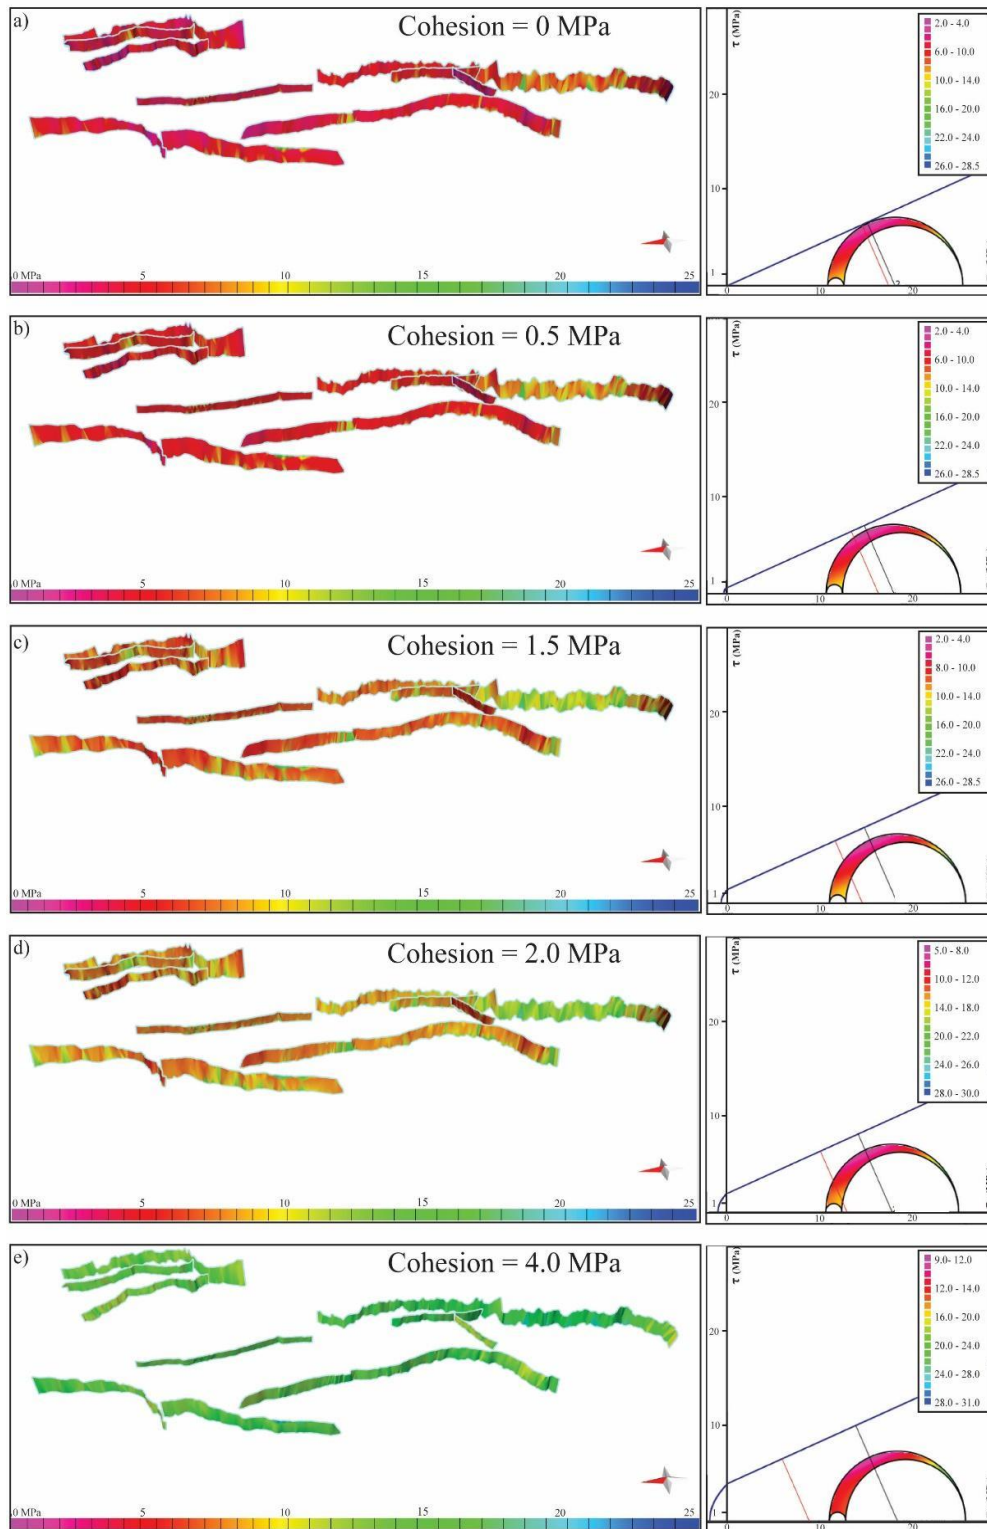 a)
Cohesion = 0 MPa
0 MPa 5 10 15 20 25
τ (MPa)
20
10
1
0 10 20
2.0 - 4.0
6.0 - 10.0
10.0 - 14.0
16.0 - 20.0
22.0 - 24.0
26.0 - 28.5
b)
Cohesion = 0.5 MPa
0 MPa 5 10 15 20 25
τ (MPa)
20
10
1
0 10 20
2.0 - 4.0
6.0 - 10.0
10.0 - 14.0
16.0 - 20.0
22.0 - 24.0
26.0 - 28.5
c)
Cohesion = 1.5 MPa
0 MPa 5 10 15 20 25
τ (MPa)
20
10
1
0 10 20
2.0 - 4.0
8.0 - 10.0
10.0 - 14.0
16.0 - 20.0
22.0 - 24.0
26.0 - 28.5
d)
Cohesion = 2.0 MPa
0 MPa 5 10 15 20 25
τ (MPa)
20
10
1
0 10 20
5.0 - 8.0
10.0 - 12.0
14.0 - 18.0
20.0 - 22.0
24.0 - 26.0
28.0 - 30.0
e)
Cohesion = 4.0 MPa
0 MPa 5 10 15 20 25
τ (MPa)
10
1
0 10 20
9.0- 12.0
12.0 - 14.0
16.0 - 20.0
20.0 - 24.0
24.0 - 28.0
28.0 - 31.0